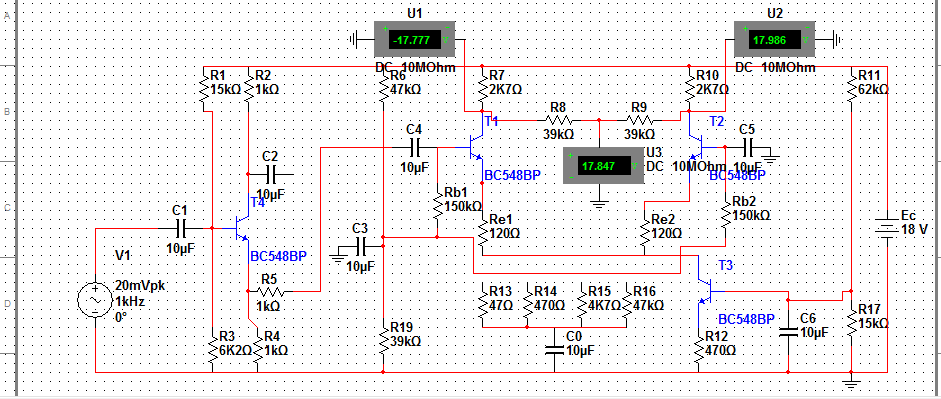 A
B
C
D
U1
-17.777 V
DC 10MOhm
U2
17.986 V
DC 10MOhm
R1
15kΩ
R2
1kΩ
R6
47kΩ
R7
2K7Ω
R10
2K7Ω
R11
62kΩ
R8
39kΩ
R9
39kΩ
T1
T2
C4
10µF
C5
10µF
U3
17.847 V
DC 10MOhm
BC548BP
BC548BP
C2
10µF
T4
C1
10µF
BC548BP
Rb1
150kΩ
Rb2
150kΩ
Re1
120Ω
Re2
120Ω
C3
10µF
Ec
18 V
V1
20mVpk
1kHz
0°
R5
1kΩ
T3
BC548BP
R13
47Ω
R14
470Ω
R15
4K7Ω
R16
47kΩ
C6
10µF
R17
15kΩ
R3
6K2Ω
R4
1kΩ
R19
39kΩ
C0
10µF
R12
470Ω